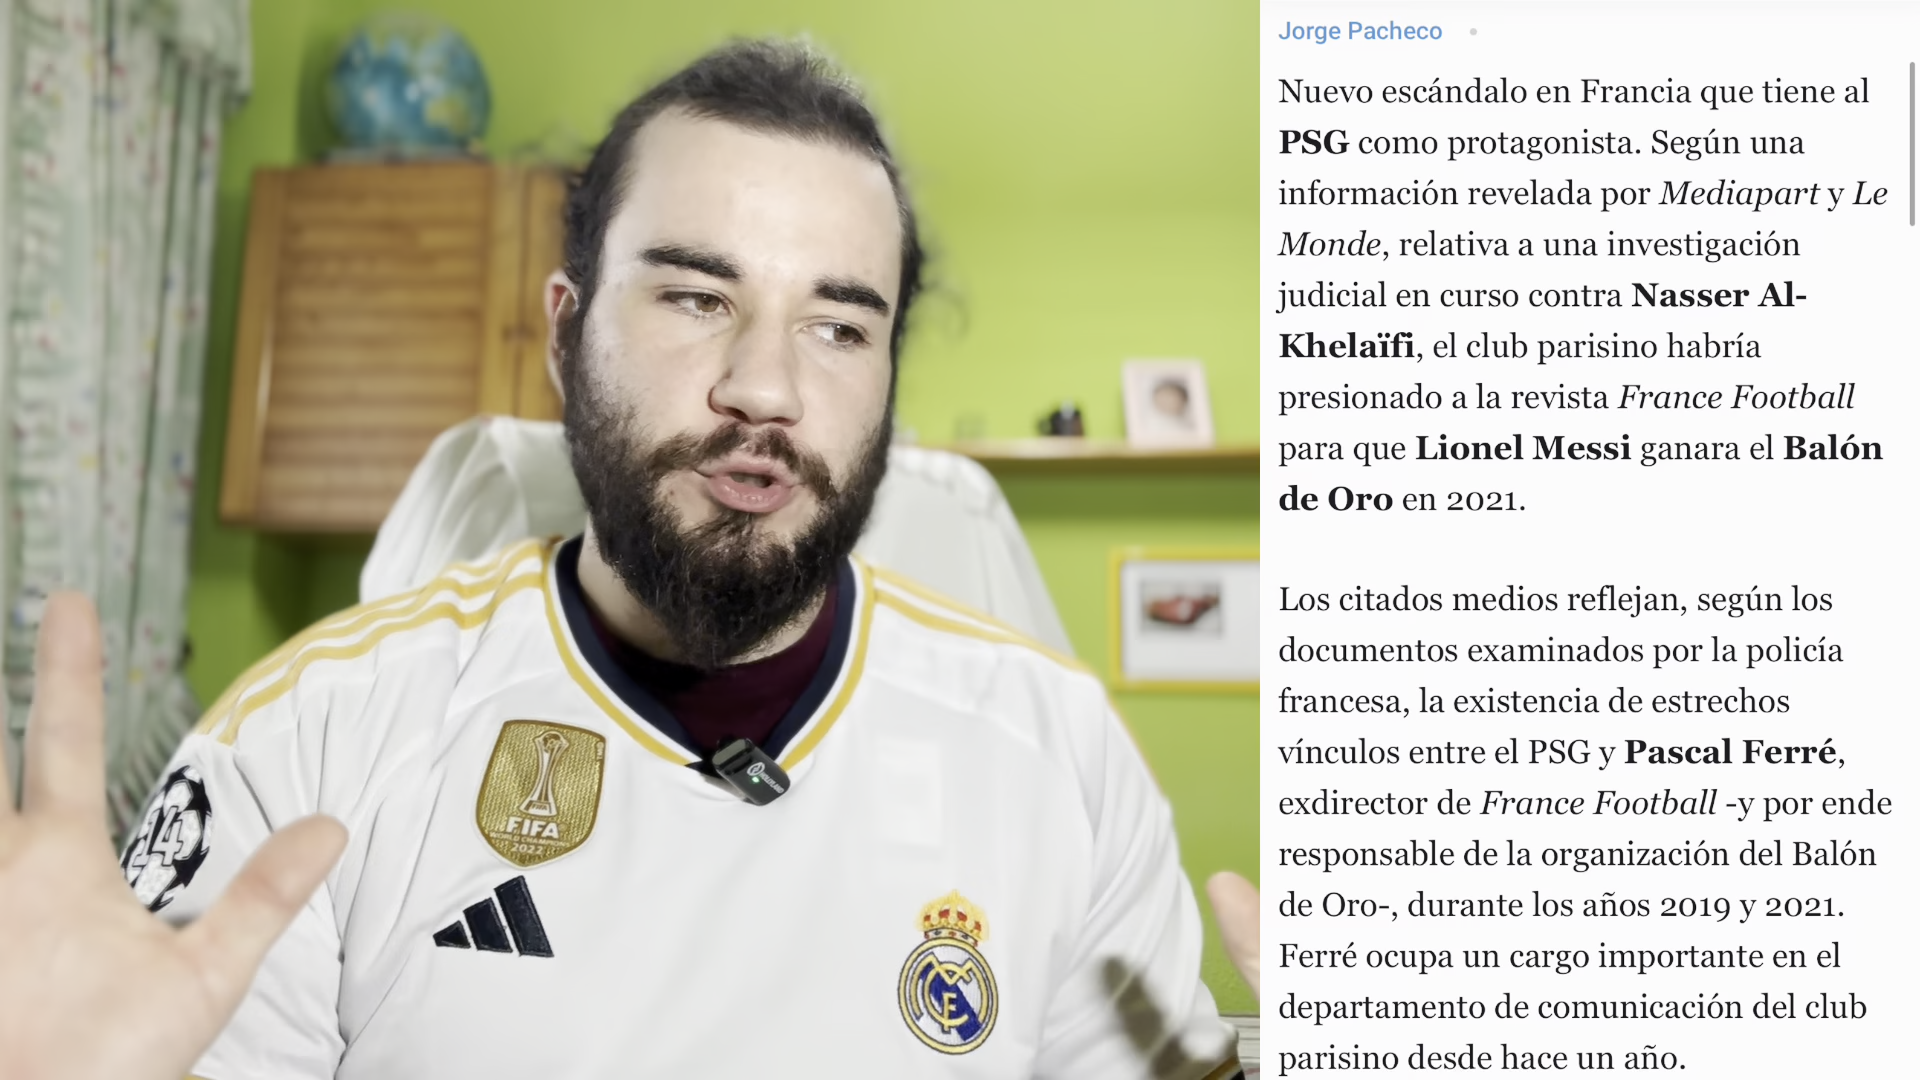 Jorge Pacheco
Nuevo escándalo en Francia que tiene al
PSG como protagonista. Según una
información revelada por Mediapart y Le
Monde, relativa a una investigación
judicial en curso contra Nasser Al-
Khelaïfi, el club parisino habría
presionado a la revista France Football
para que Lionel Messi ganara el Balón
de Oro en 2021.
Los citados medios reflejan, según los
documentos examinados por la policía
francesa, la existencia de estrechos
vínculos entre el PSG y Pascal Ferré,
exdirector de France Football -y por ende
responsable de la organización del Balón
de Oro-, durante los años 2019 y 2021.
Ferré ocupa un cargo importante en el
departamento de comunicación del club
parisino desde hace un año.
FIFA
WORLD CHAMPIONS
2022
14